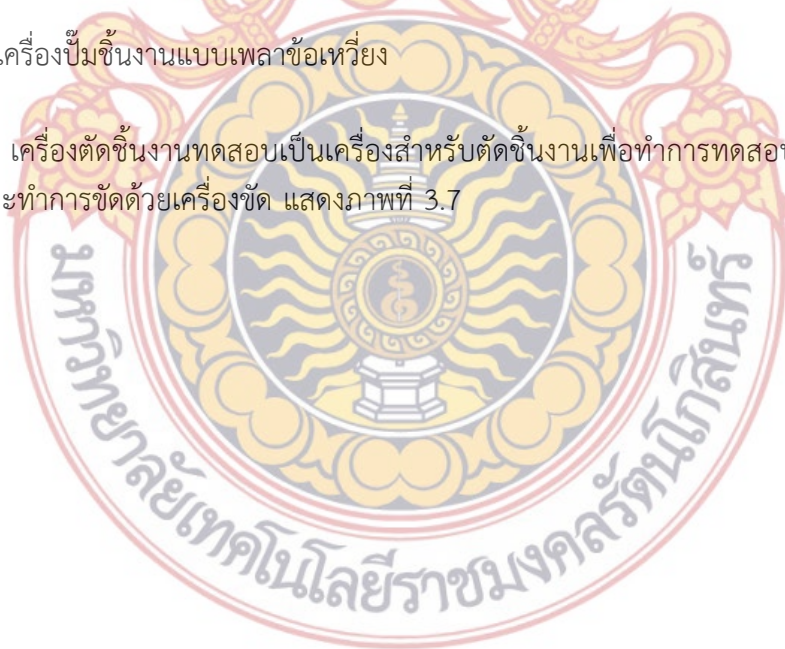 เครื่องปั๊มชิ้นงานแบบเพลาข้อเหวี่ยง
เครื่องตัดชิ้นงานทดสอบเป็นเครื่องสำหรับตัดชิ้นงานเพื่อทำการทดสอบ
ะทำการขัดด้วยเครื่องขัด แสดงภาพที่ 3.7
มหาวิทยาลัยเทคโนโลยีราชมงคลรัตนโกสินทร์